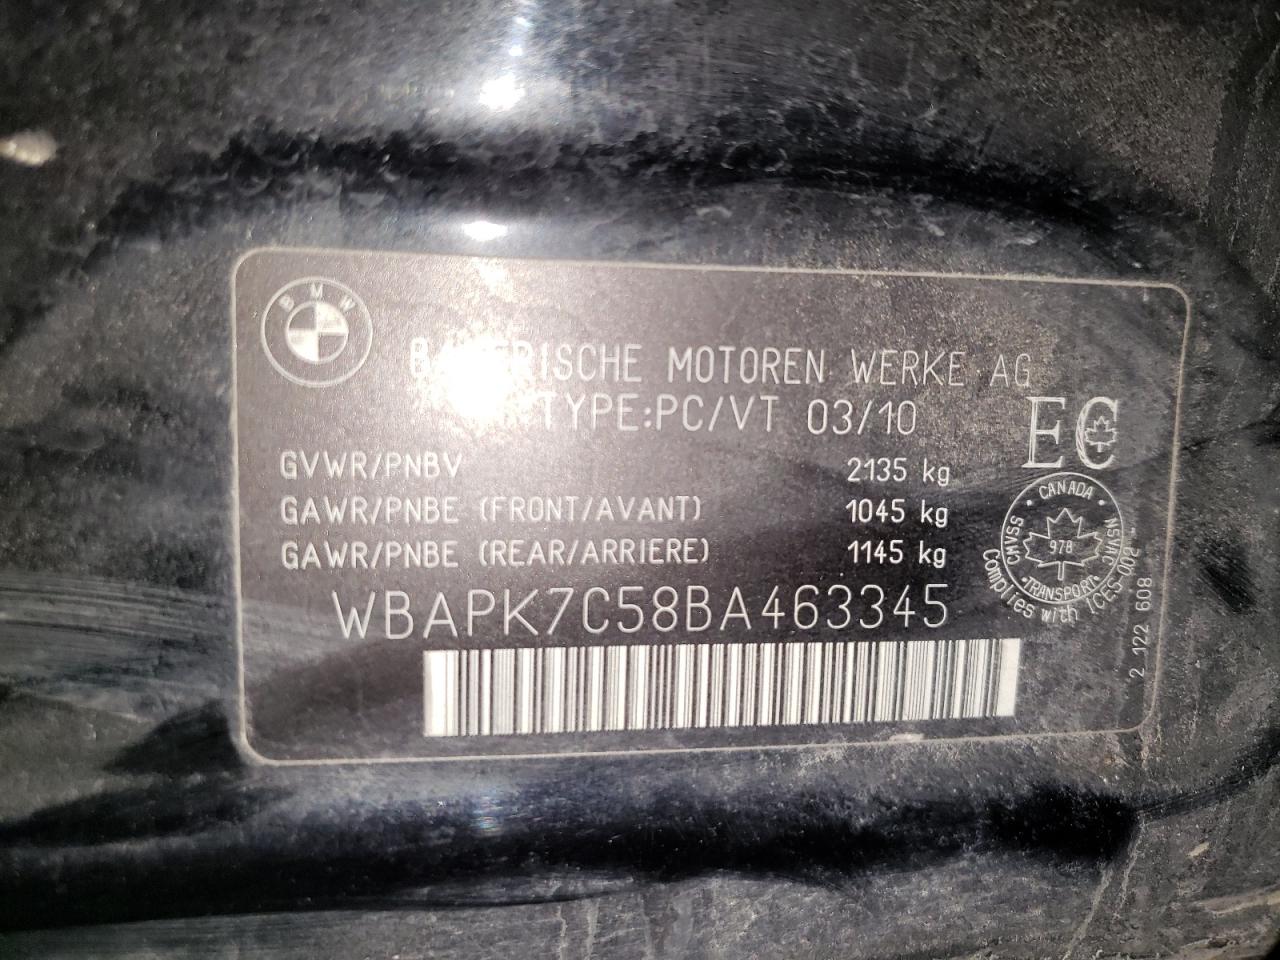 BMW
BAYERISCHE MOTOREN WERKE AG
TYPE:PC/VT 03/10
EC
GVWR/PNBV 2135 kg
GAWR/PNBE (FRONT/AVANT) 1045 kg
GAWR/PNBE (REAR/ARRIERE) 1145 kg
CANADA
CMVSS NSVAC
978
TRANSPORT
Complies with ICES-002
2 122 608
WBAPK7C58BA463345